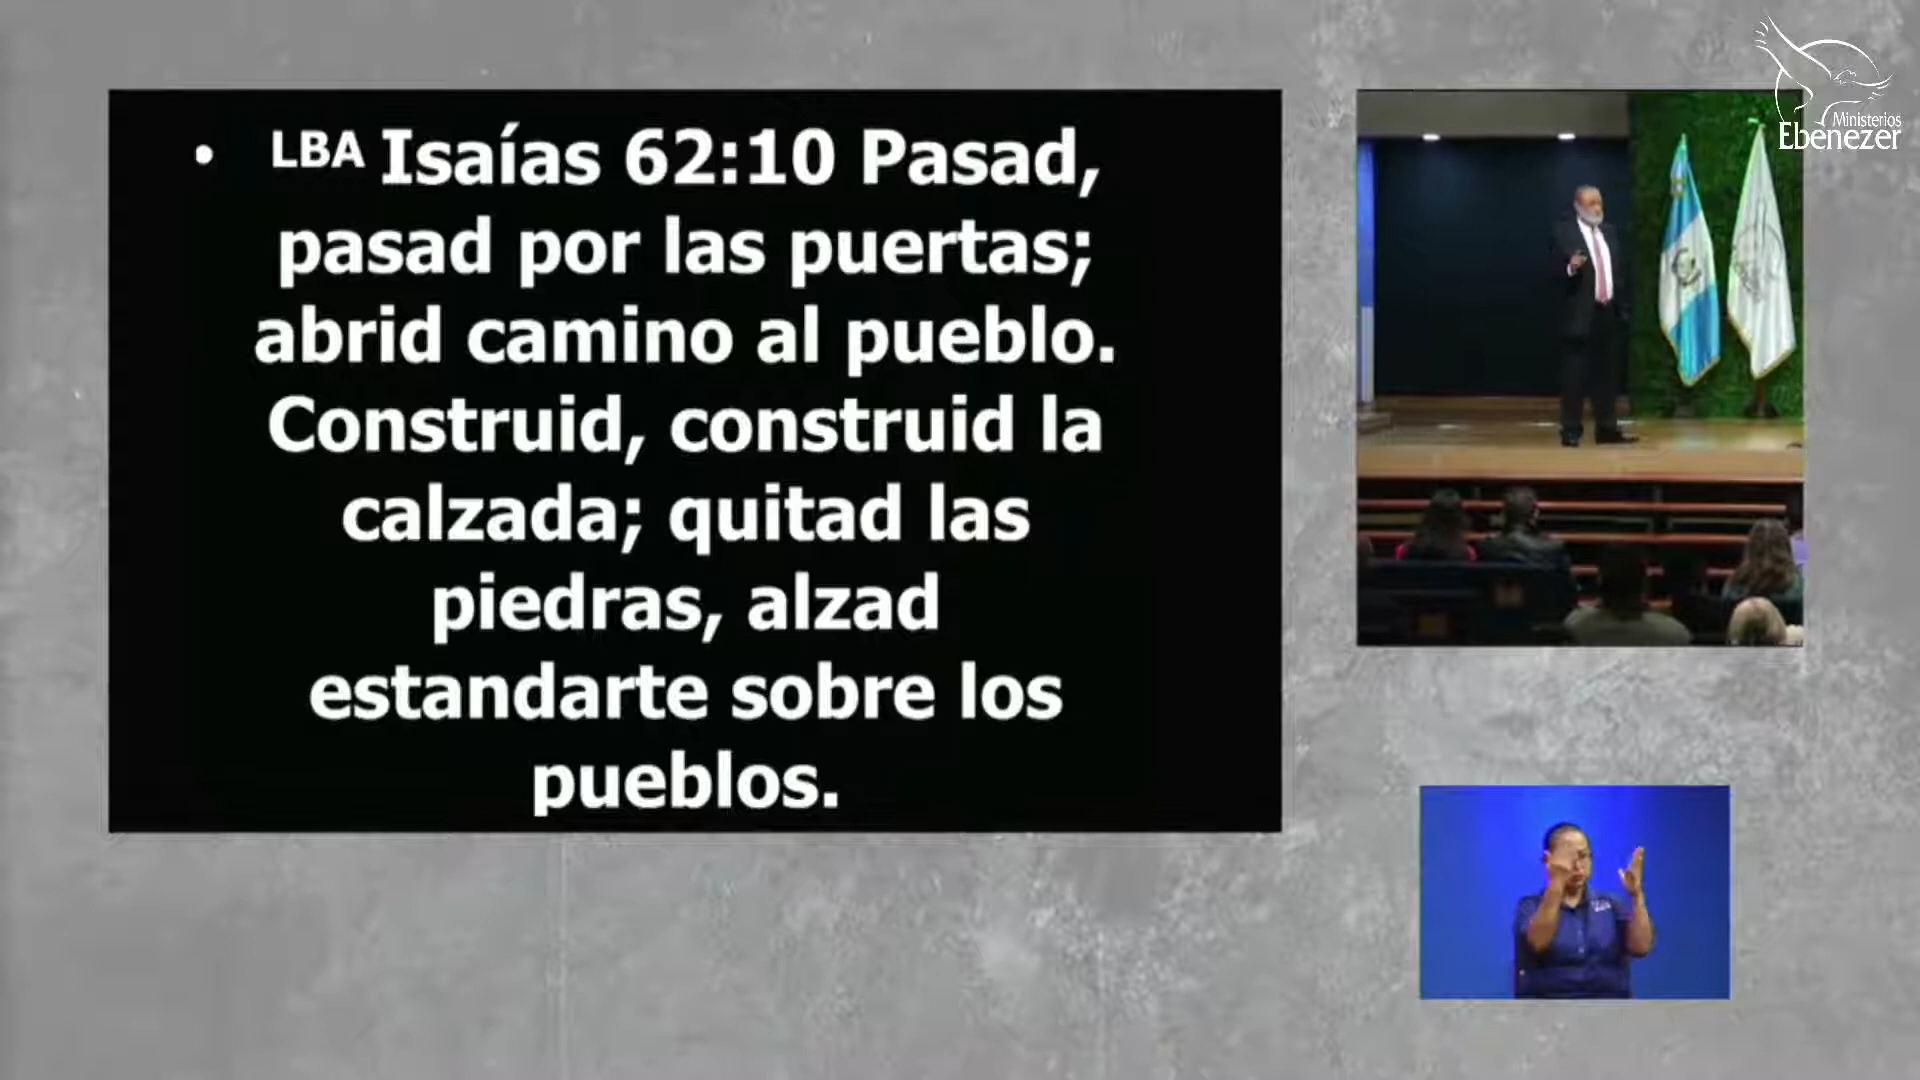 • LBA Isaías 62:10 Pasad,
pasad por las puertas;
abrid camino al pueblo.
Construid, construid la
calzada; quitad las
piedras, alzad
estandarte sobre los
pueblos.
Ministerios
Ebenezer